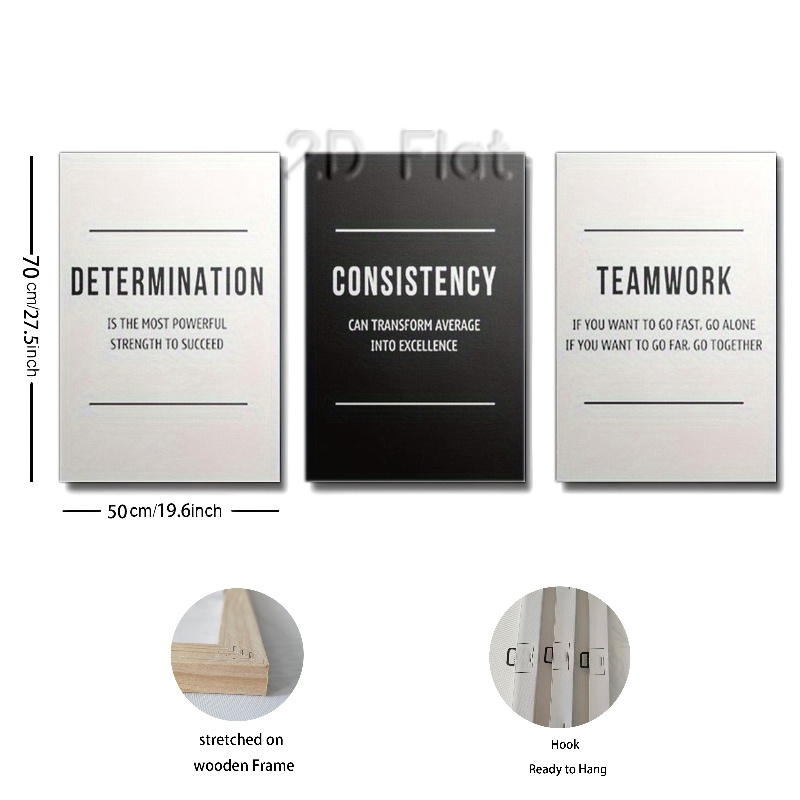 2D Flat
DETERMINATION
IS THE MOST POWERFUL
STRENGTH TO SUCCEED
CONSISTENCY
CAN TRANSFORM AVERAGE
INTO EXCELLENCE
TEAMWORK
IF YOU WANT TO GO FAST, GO ALONE
IF YOU WANT TO GO FAR, GO TOGETHER
70 cm/27.5inch
50cm/19.6inch
stretched on
wooden Frame
Hook
Ready to Hang